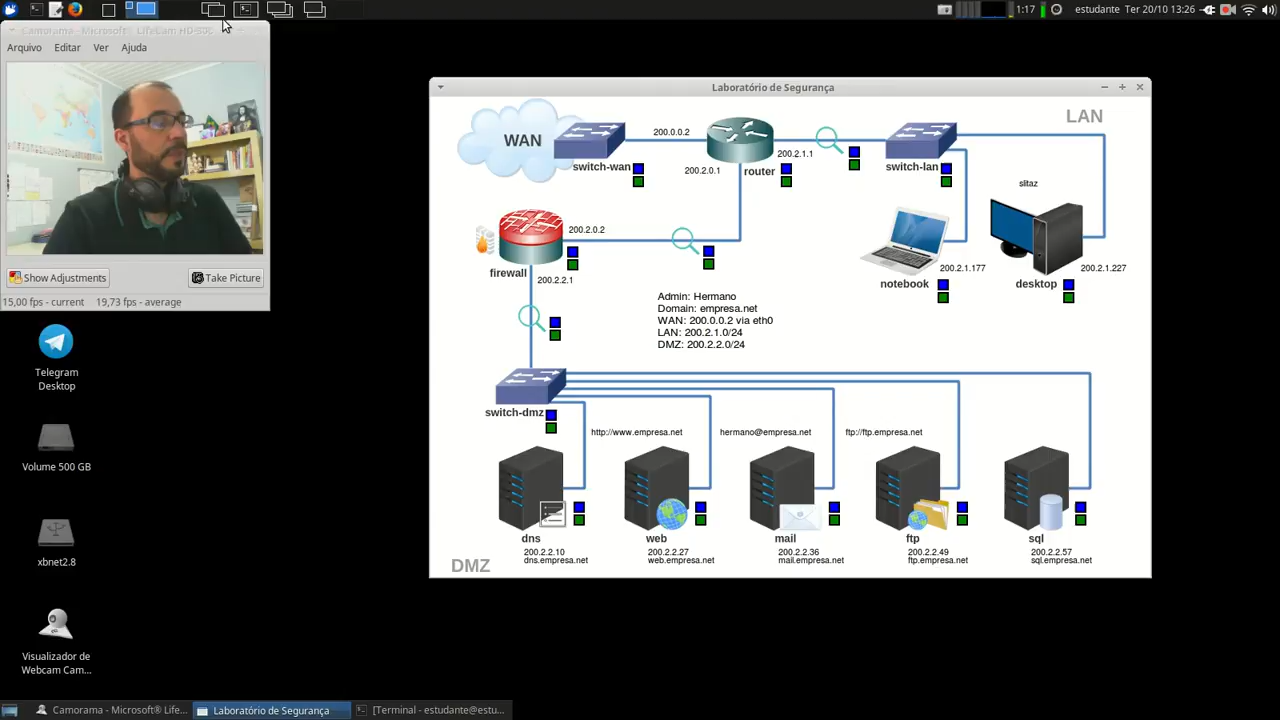 1:17
estudante Ter 20/10 13:26
Camorama - Microsoft LifeCam HD-50
Arquivo Editar Ver Ajuda
Show Adjustments
Take Picture
15,00 fps - current 19,73 fps - average
Telegram
Desktop
Volume 500 GB
xbnet2.8
Visualizador de
Webcam Cam...
Laboratório de Segurança
LAN
WAN
200.0.0.2
switch-wan
200.2.0.1
router
200.2.1.1
switch-lan
slitaz
200.2.0.2
firewall
200.2.2.1
200.2.1.177
notebook
200.2.1.227
desktop
Admin: Hermano
Domain: empresa.net
WAN: 200.0.0.2 via eth0
LAN: 200.2.1.0/24
DMZ: 200.2.2.0/24
switch-dmz
http://www.empresa.net
hermano@empresa.net
ftp://ftp.empresa.net
dns
web
mail
ftp
sql
200.2.2.10
dns.empresa.net
200.2.2.27
web.empresa.net
200.2.2.36
mail.empresa.net
200.2.2.49
ftp.empresa.net
200.2.2.57
sql.empresa.net
DMZ
Camorama - Microsoft® Life...
Laboratório de Segurança
[Terminal - estudante@estu...